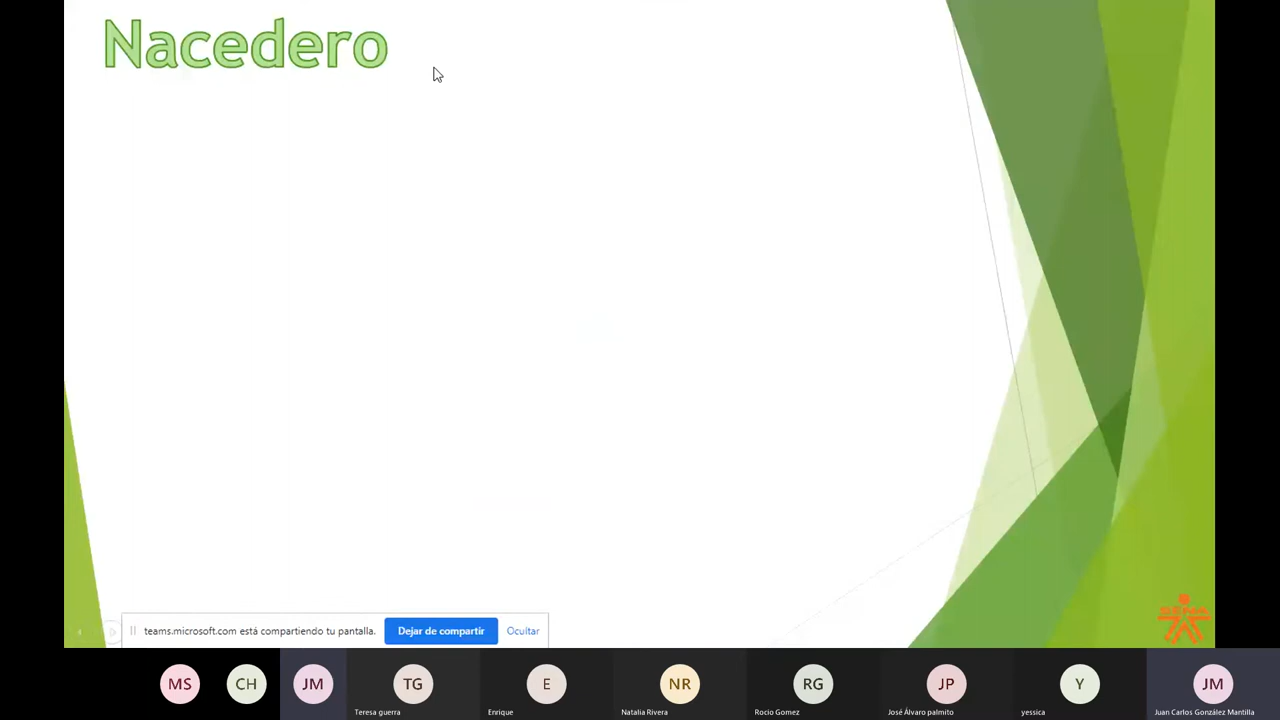 Nacedero
teams.microsoft.com está compartiendo tu pantalla.
Dejar de compartir
Ocultar
MS
CH
JM
TG
E
NR
RG
JP
Y
JM
Teresa guerra
Enrique
Natalia Rivera
Rocio Gomez
José Álvaro palmito
yessica
Juan Carlos González Mantilla